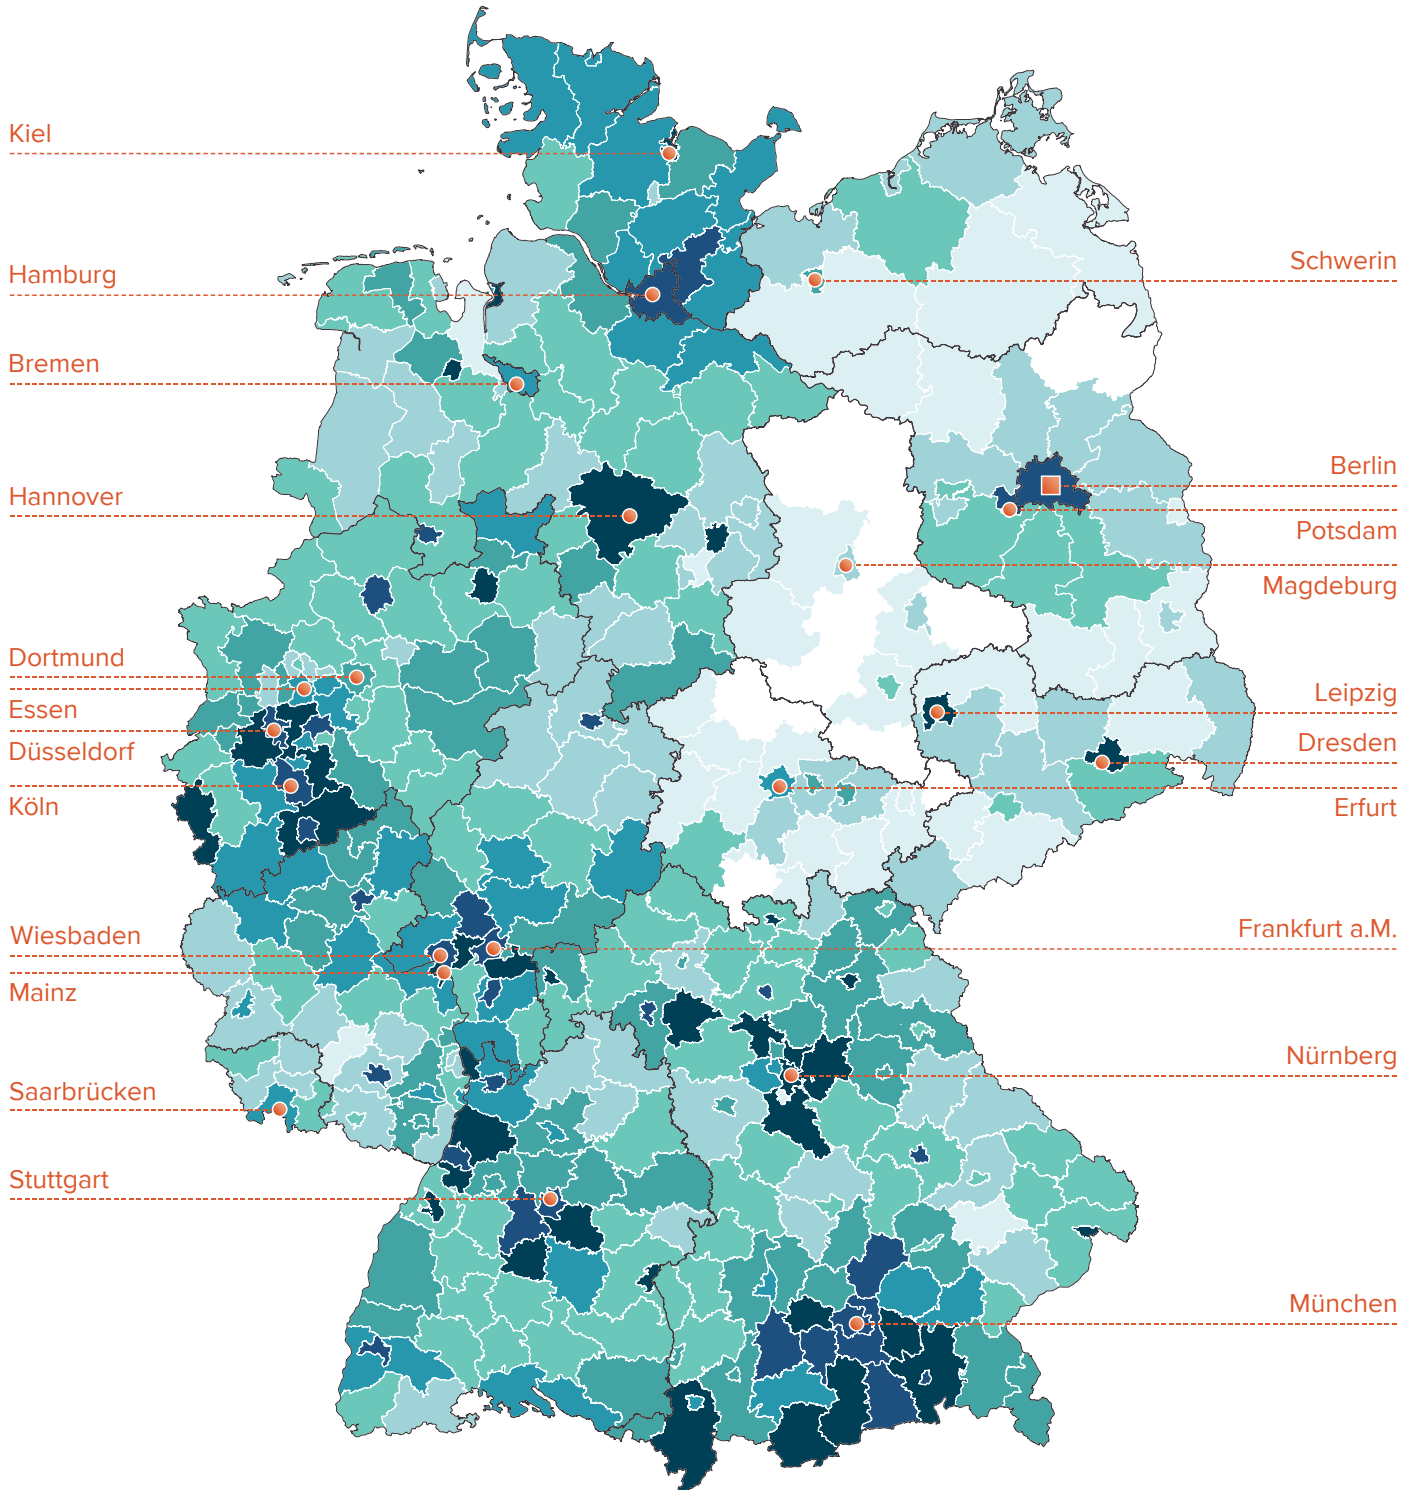 Kiel
Hamburg
Bremen
Hannover
Dortmund
Essen
Düsseldorf
Köln
Wiesbaden
Mainz
Saarbrücken
Stuttgart
Schwerin
Berlin
Potsdam
Magdeburg
Leipzig
Dresden
Erfurt
Frankfurt a.M.
Nürnberg
München